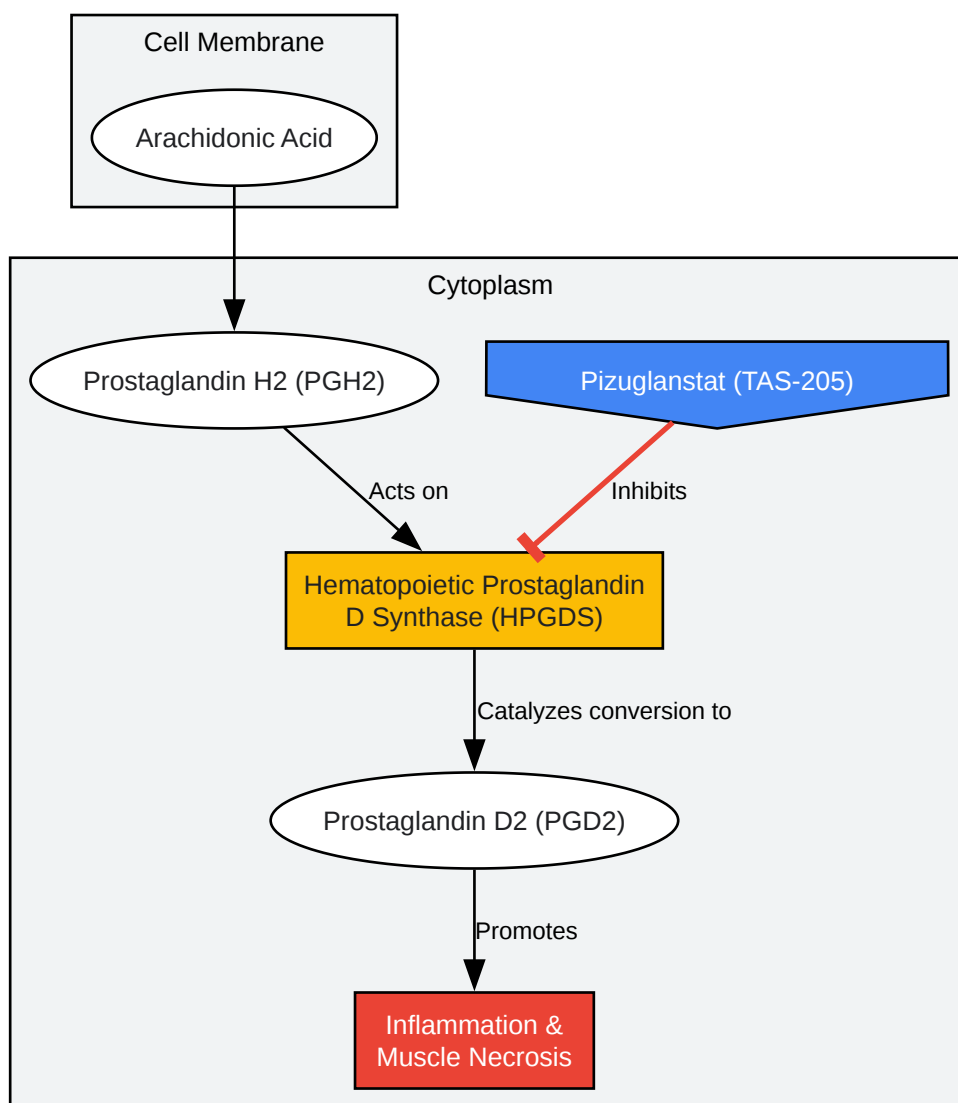 Cell Membrane
Arachidonic Acid
Cytoplasm
Prostaglandin H2 (PGH2)
Pizuglanstat (TAS-205)
Acts on
Inhibits
Hematopoietic Prostaglandin
D Synthase (HPGDS)
Catalyzes conversion to
Prostaglandin D2 (PGD2)
Promotes
Inflammation &
Muscle Necrosis